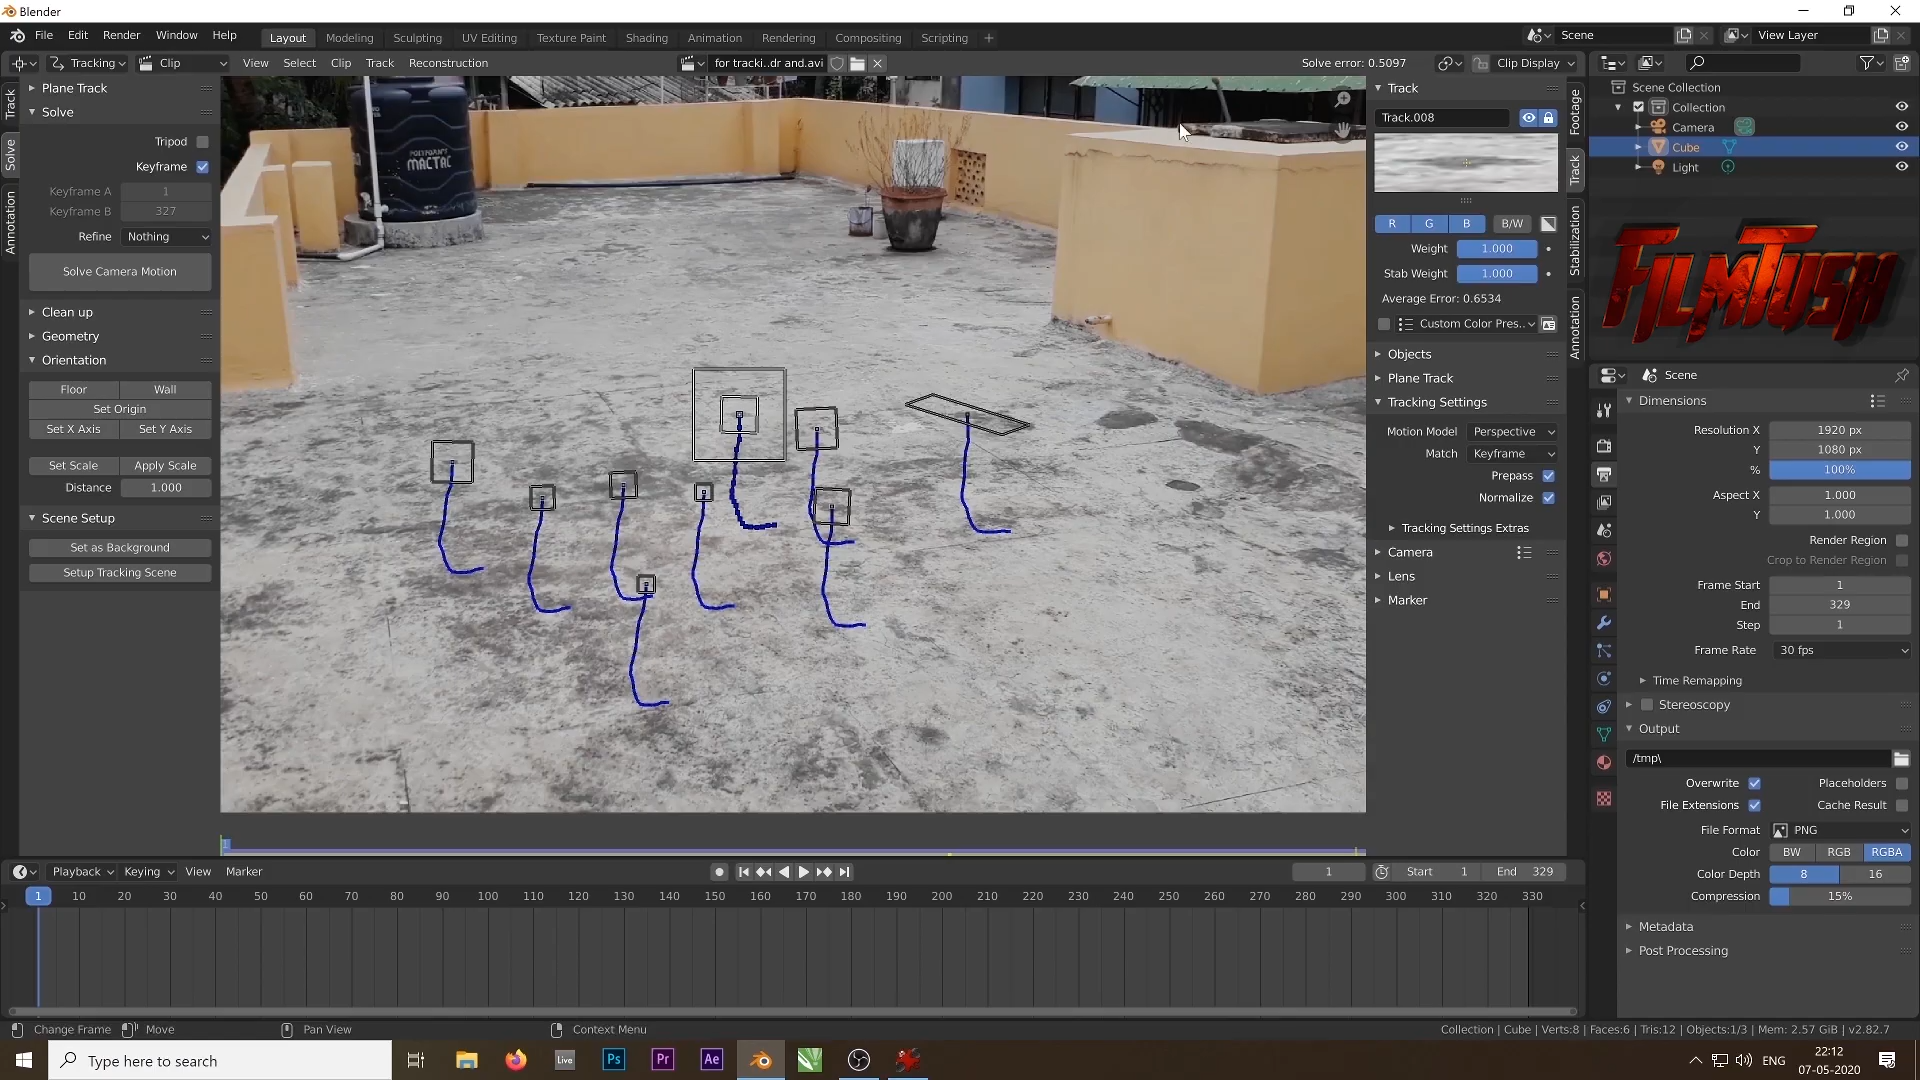 Blender
File Edit Render Window Help Layout Modeling Sculpting UV Editing Texture Paint Shading Animation Rendering Compositing Scripting + Scene View Layer
Tracking Clip View Select Clip Track Reconstruction for tracki..dr and.avi Solve error: 0.5097 Clip Display
Track
Solve
Annotation
Plane Track
Solve
Tripod
Keyframe
Keyframe A 1
Keyframe B 327
Refine Nothing
Solve Camera Motion
Clean up
Geometry
Orientation
Floor Wall
Set Origin
Set X Axis Set Y Axis
Set Scale Apply Scale
Distance 1.000
Scene Setup
Set as Background
Setup Tracking Scene
MACTAC
1
Track
Track.008
R G B B/W
Weight 1.000
Stab Weight 1.000
Average Error: 0.6534
Custom Color Pres..
Objects
Plane Track
Tracking Settings
Motion Model Perspective
Match Keyframe
Prepass
Normalize
Tracking Settings Extras
Camera
Lens
Marker
Footage
Track
Stabilization
Annotation
Scene Collection
Collection
Camera
Cube
Light
FILMTUSH
Scene
Dimensions
Resolution X 1920 px
Y 1080 px
% 100%
Aspect X 1.000
Y 1.000
Render Region
Crop to Render Region
Frame Start 1
End 329
Step 1
Frame Rate 30 fps
Time Remapping
Stereoscopy
Output
/tmp\
Overwrite Placeholders
File Extensions Cache Result
File Format PNG
Color BW RGB RGBA
Color Depth 8 16
Compression 15%
Metadata
Post Processing
Playback Keying View Marker 1 Start 1 End 329
1 10 20 30 40 50 60 70 80 90 100 110 120 130 140 150 160 170 180 190 200 210 220 230 240 250 260 270 280 290 300 310 320 330
Change Frame Move Pan View Context Menu Collection | Cube | Verts:8 | Faces:6 | Tris:12 | Objects:1/3 | Mem: 2.57 GiB | v2.82.7
Type here to search Live Ps Pr Ae ENG 22:12
07-05-2020